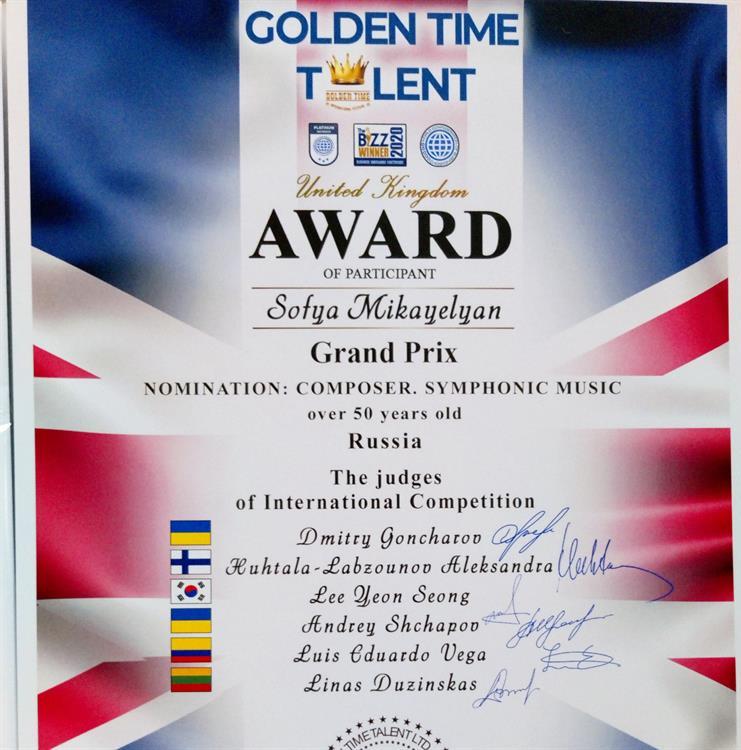 GOLDEN TIME
TALENT
GOLDEN TIME
PLATINUM
The BIZZ WINNER 2020
United Kingdom
AWARD
OF PARTICIPANT
Sofya Mikayelyan
Grand Prix
NOMINATION: COMPOSER. SYMPHONIC MUSIC
over 50 years old
Russia
The judges
of International Competition
Dmitry Goncharov
Huhtala-Labzounov Aleksandra
Lee Yeon Seong
Andrey Shchapov
Luis Eduardo Vega
Linas Duzinskas
TIME TALENT LTD